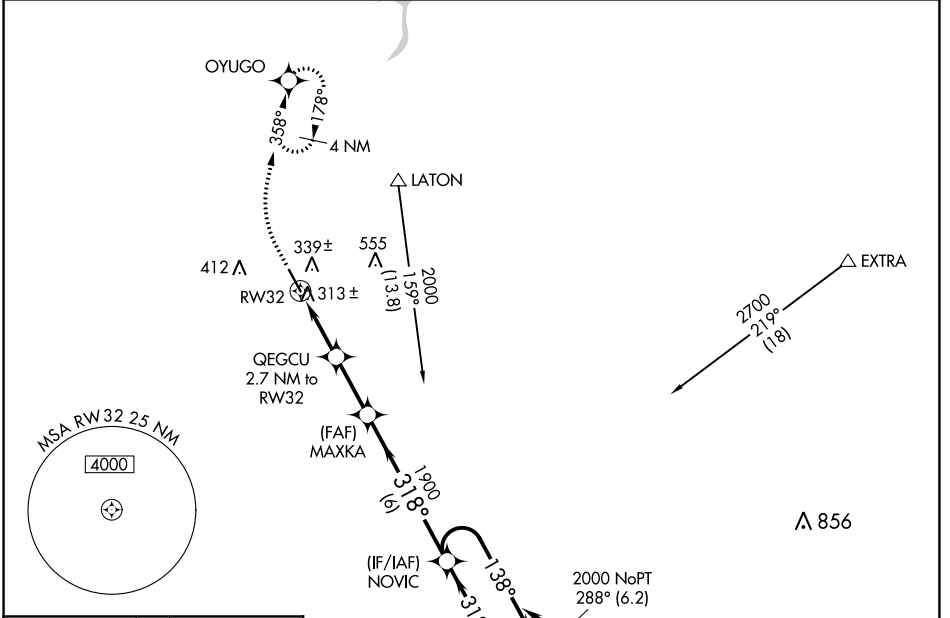 OYUGO
358°
178°
4 NM
LATON
339±
555
412
2000
159°
(13.8)
EXTRA
RW32
313±
2700
219°
(18)
QEGCU
2.7 NM to
RW32
(FAF)
MAXKA
MSA RW32 25 NM
4000
1900
318°
(6)
856
(IF/IAF)
NOVIC
138°
2000 NoPT
288° (6.2)